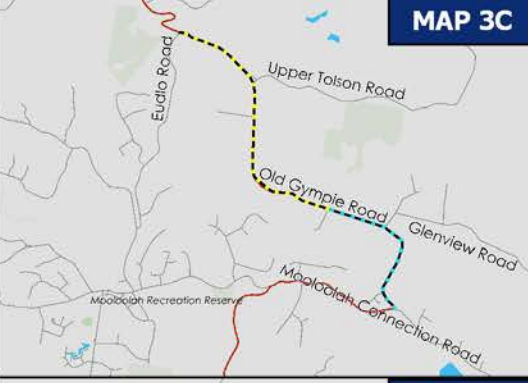 MAP 3C
Eudlo Road
Upper Tolson Road
Old Gympie Road
Glenview Road
Mooloolah Connection Road
Mooloolah Recreation Reserve